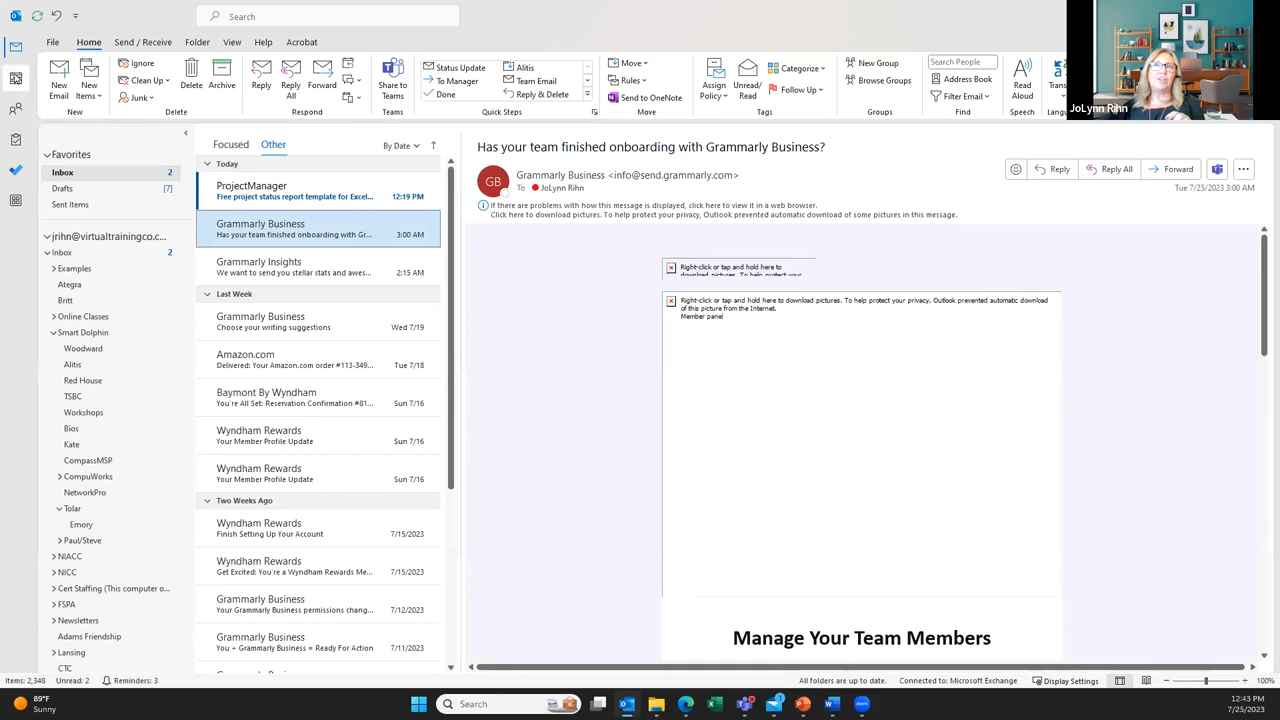 Search
File Home Send / Receive Folder View Help Acrobat
New Email
New Items
Ignore
Clean Up
Junk
Delete
Archive
Reply
Reply All
Forward
Share to Teams
Status Update
To Manager
Done
Alitis
Team Email
Reply & Delete
Move
Rules
Send to OneNote
Assign Policy
Unread/ Read
Categorize
Follow Up
New Group
Browse Groups
Search People
Address Book
Filter Email
Read Aloud
New Delete Respond Teams Quick Steps Move Tags Groups Find Speech
JoLynn Rihn
Favorites
Inbox 2
Drafts [7]
Sent Items
jrihn@virtualtrainingco.c...
Inbox 2
Examples
Ategra
Britt
Online Classes
Smart Dolphin
Woodward
Alitis
Red House
TSBC
Workshops
Bios
Kate
CompassMSP
CompuWorks
NetworkPro
Tolar
Emory
Paul/Steve
NIACC
NICC
Cert Staffing (This computer o...
FSPA
Newsletters
Adams Friendship
Lansing
CTC
Focused Other By Date
Today
ProjectManager
Free project status report template for Excel... 12:19 PM
Grammarly Business
Has your team finished onboarding with Gr... 3:00 AM
Grammarly Insights
We want to send you stellar stats and awes... 2:15 AM
Last Week
Grammarly Business
Choose your writing suggestions Wed 7/19
Amazon.com
Delivered: Your Amazon.com order #113-349... Tue 7/18
Baymont By Wyndham
You're All Set: Reservation Confirmation #81... Sun 7/16
Wyndham Rewards
Your Member Profile Update Sun 7/16
Wyndham Rewards
Your Member Profile Update Sun 7/16
Two Weeks Ago
Wyndham Rewards
Finish Setting Up Your Account 7/15/2023
Wyndham Rewards
Get Excited: You're a Wyndham Rewards Me... 7/15/2023
Grammarly Business
Your Grammarly Business permissions chang... 7/12/2023
Grammarly Business
You + Grammarly Business = Ready For Action 7/11/2023
Has your team finished onboarding with Grammarly Business?
GB
Grammarly Business <info@send.grammarly.com>
To JoLynn Rihn
Reply Reply All Forward
Tue 7/25/2023 3:00 AM
If there are problems with how this message is displayed, click here to view it in a web browser.
Click here to download pictures. To help protect your privacy, Outlook prevented automatic download of some pictures in this message.
Right-click or tap and hold here to
download pictures. To help protect your
Right-click or tap and hold here to download pictures. To help protect your privacy, Outlook prevented automatic download
of this picture from the Internet.
Member panel
Manage Your Team Members
Items: 2,348 Unread: 2 Reminders: 3 All folders are up to date. Connected to: Microsoft Exchange Display Settings 100%
89°F
Sunny
Search
12:43 PM
7/25/2023